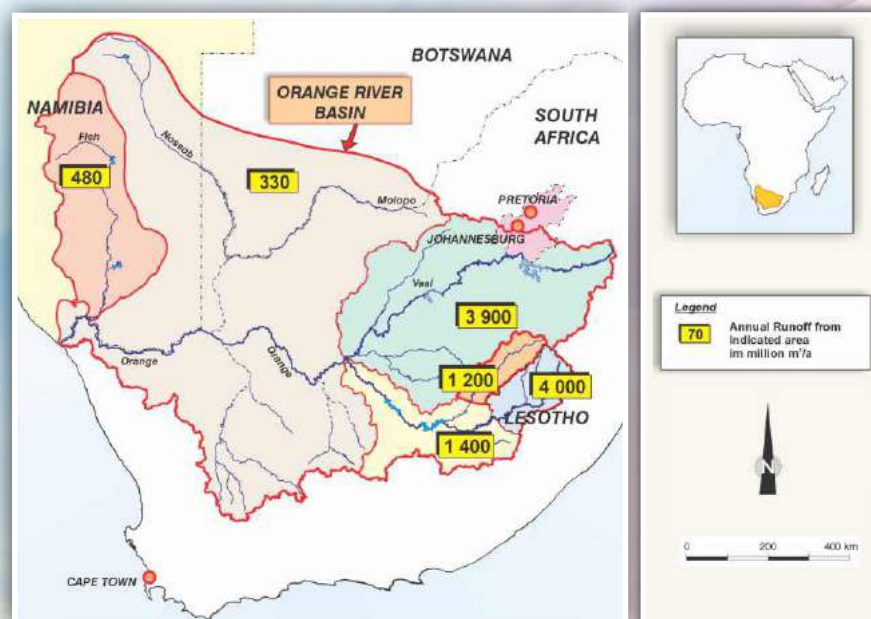 BOTSWANA
ORANGE RIVER
BASIN
NAMIBIA
SOUTH
AFRICA
Fish
Nossab
480
330
Molopo
PRETORIA
JOHANNESBURG
Vaal
3 900
Orange
Orange
1 200
4 000
LESOTHO
1 400
CAPE TOWN
Legend
70
Annual Runoff from
indicated area
im million m³/a
N
0 200 400 km